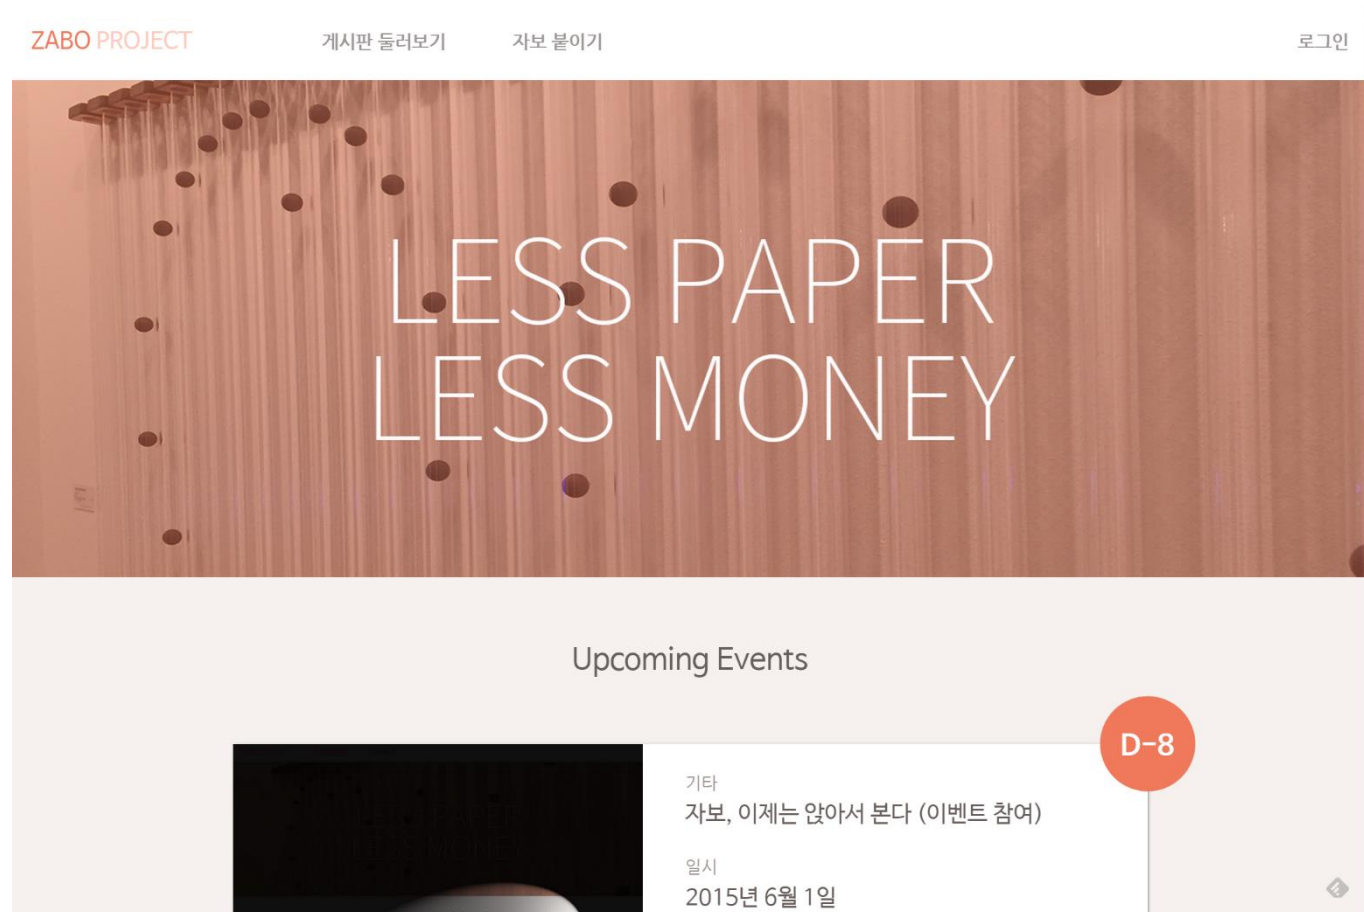 ZABO PROJECT
게시판 둘러보기
자보 붙이기
로그인
LESS PAPER
LESS MONEY
Upcoming Events
D-8
기타
자보, 이제는 앉아서 본다 (이벤트 참여)
일시
2015년 6월 1일